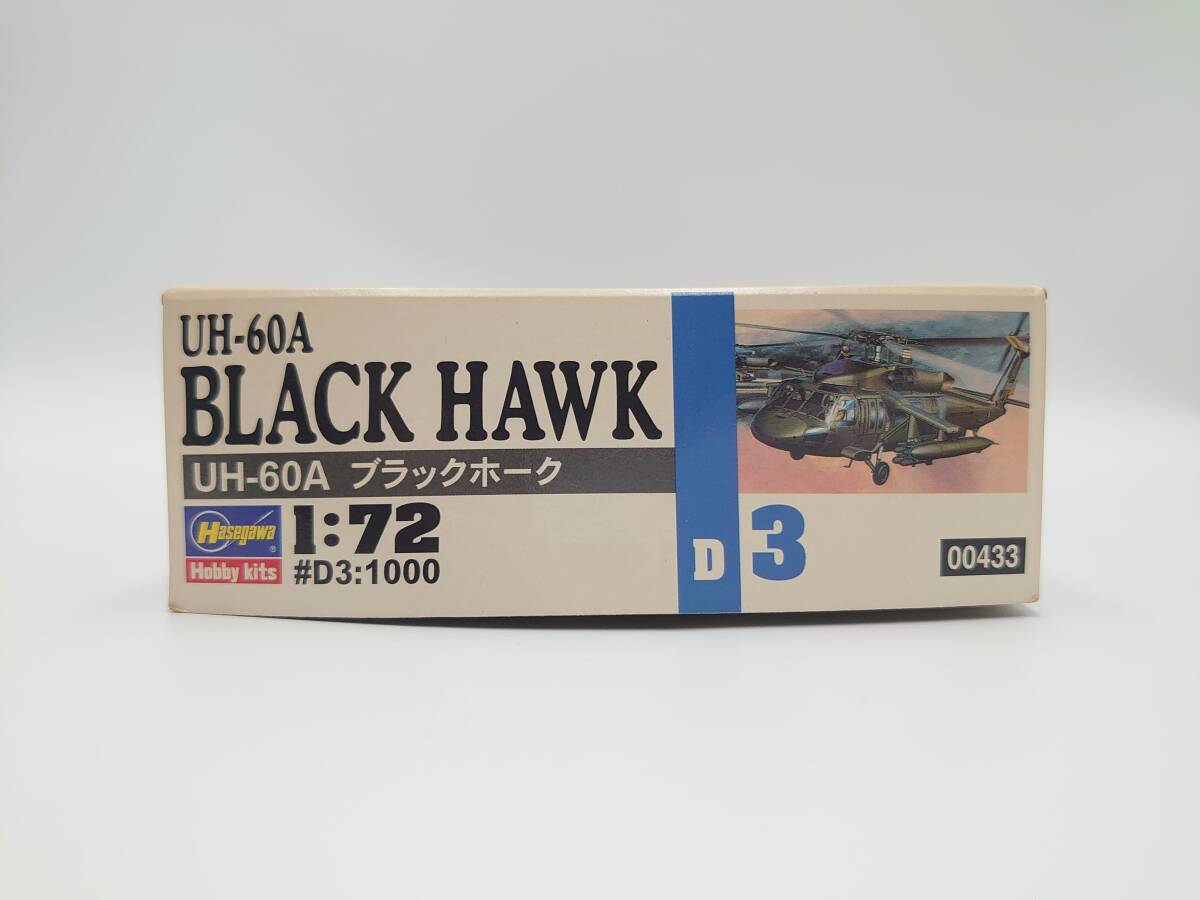 UH-60A
BLACK HAWK
UH-60A ブラックホーク
Hasegawa®
Hobby kits
1:72
#D3:1000
D 3
00433